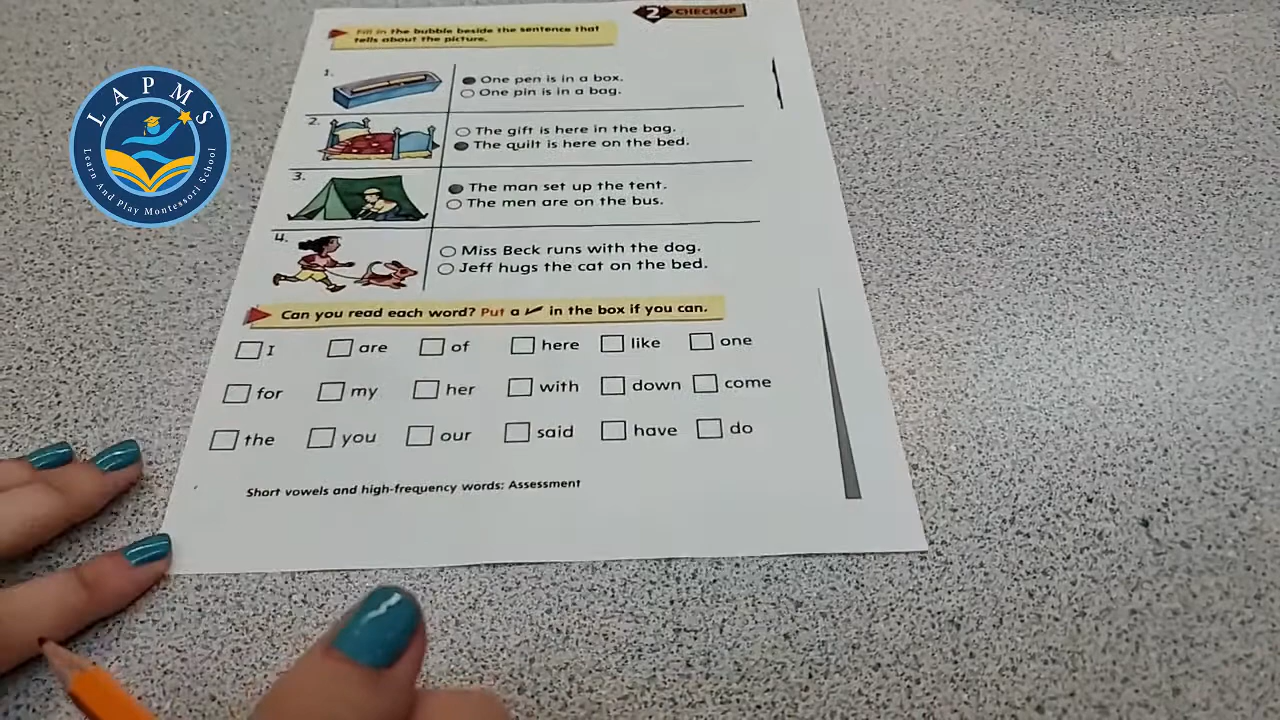 LAPMS
Learn And Play Montessori School
2 CHECKUP
Fill in the bubble beside the sentence that
tells about the picture.
1.
One pen is in a box.
One pin is in a bag.
2.
The gift is here in the bag.
The quilt is here on the bed.
3.
The man set up the tent.
The men are on the bus.
4.
Miss Beck runs with the dog.
Jeff hugs the cat on the bed.
Can you read each word? Put a ✓ in the box if you can.
I are of here like one
for my her with down come
the you our said have do
Short vowels and high-frequency words: Assessment